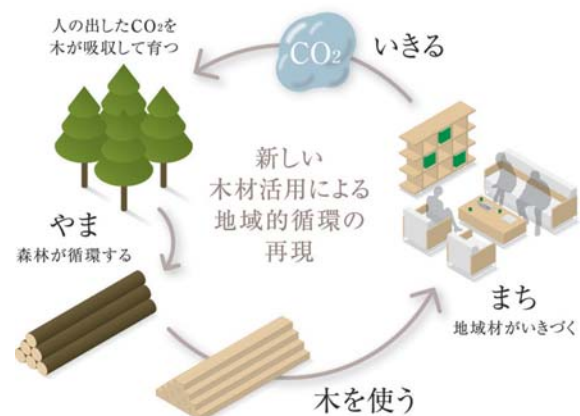 人の出したCO₂を
木が吸収して育つ
CO₂
いきる
新しい
木材活用による
地域的循環の
再現
やま
森林が循環する
まち
地域材がいきづく
木を使う